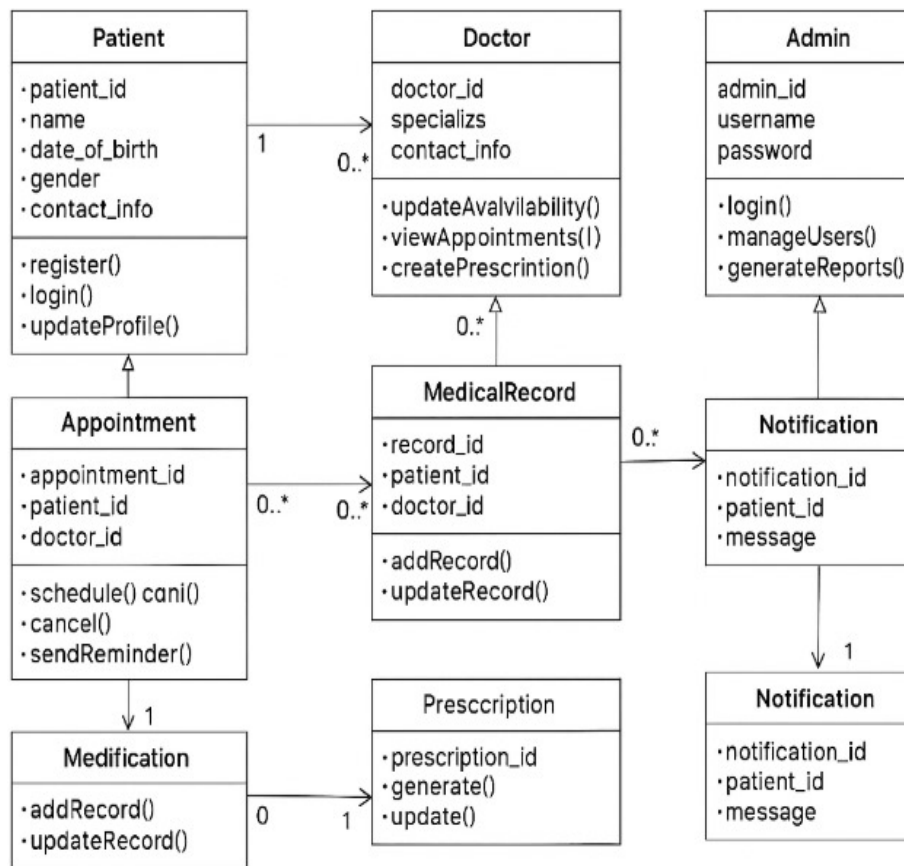 Patient
·patient_id
·name
·date_of_birth
·gender
·contact_info
·register()
·login()
·updateProfile()
1
0..*
Doctor
doctor_id
specializs
contact_info
·updateAvalvilability()
·viewAppointments(I)
·createPrescrintion()
Admin
admin_id
username
password
·login()
·manageUsers()
·generateReports()
0..*
Appointment
·appointment_id
·patient_id
·doctor_id
·schedule() cani()
·cancel()
·sendReminder()
0..*
0..*
MedicalRecord
·record_id
·patient_id
·doctor_id
·addRecord()
·updateRecord()
0..*
Notification
·notification_id
·patient_id
·message
1
1
Medification
·addRecord()
·updateRecord()
0
1
Presccription
·prescription_id
·generate()
·update()
Notification
·notification_id
·patient_id
·message